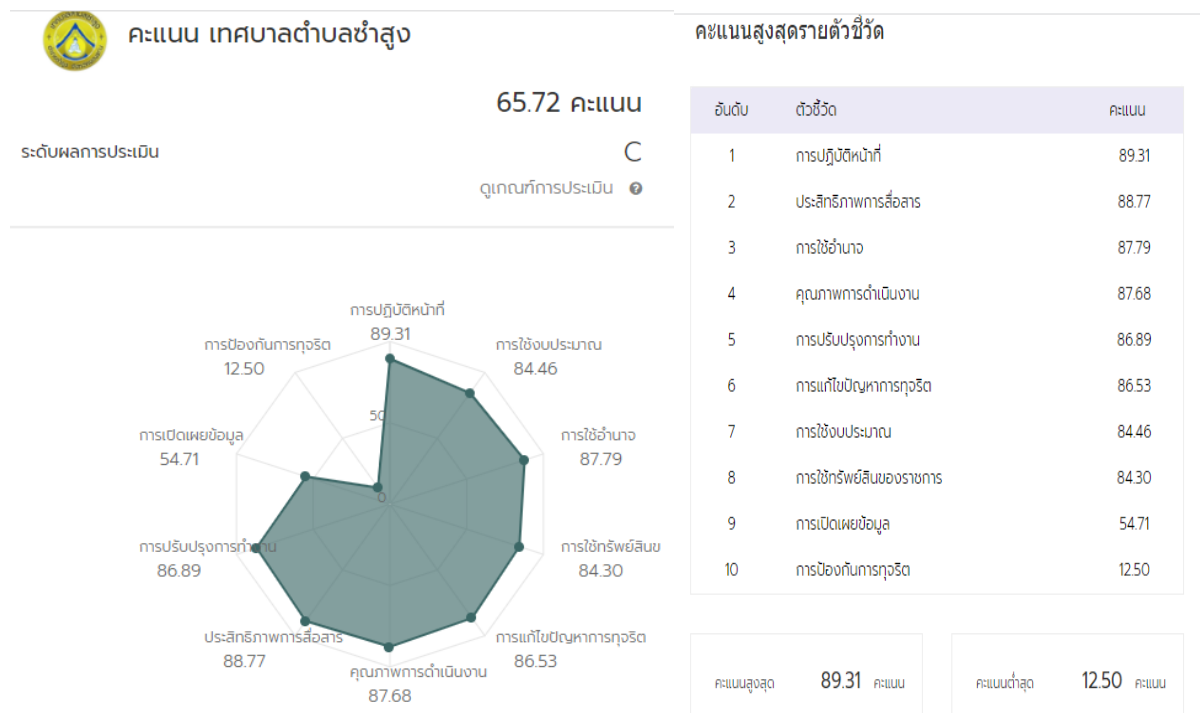 คะแนน เทศบาลตำบลซำสูง
65.72 คะแนน
ระดับผลการประเมิน C
ดูเกณฑ์การประเมิน
การปฏิบัติหน้าที่
89.31
การป้องกันการทุจริต
12.50
การใช้งบประมาณ
84.46
50
การเปิดเผยข้อมูล
54.71
การใช้อำนาจ
87.79
0
การปรับปรุงการทำงาน
86.89
การใช้ทรัพย์สินข
84.30
ประสิทธิภาพการสื่อสาร
88.77
การแก้ไขปัญหาการทุจริต
86.53
คุณภาพการดำเนินงาน
87.68
คะแนนสูงสุดรายตัวชี้วัด
อันดับ ตัวชี้วัด คะแนน
1 การปฏิบัติหน้าที่ 89.31
2 ประสิทธิภาพการสื่อสาร 88.77
3 การใช้อำนาจ 87.79
4 คุณภาพการดำเนินงาน 87.68
5 การปรับปรุงการทำงาน 86.89
6 การแก้ไขปัญหาการทุจริต 86.53
7 การใช้งบประมาณ 84.46
8 การใช้ทรัพย์สินของราชการ 84.30
9 การเปิดเผยข้อมูล 54.71
10 การป้องกันการทุจริต 12.50
คะแนนสูงสุด 89.31 คะแนน
คะแนนต่ำสุด 12.50 คะแนน